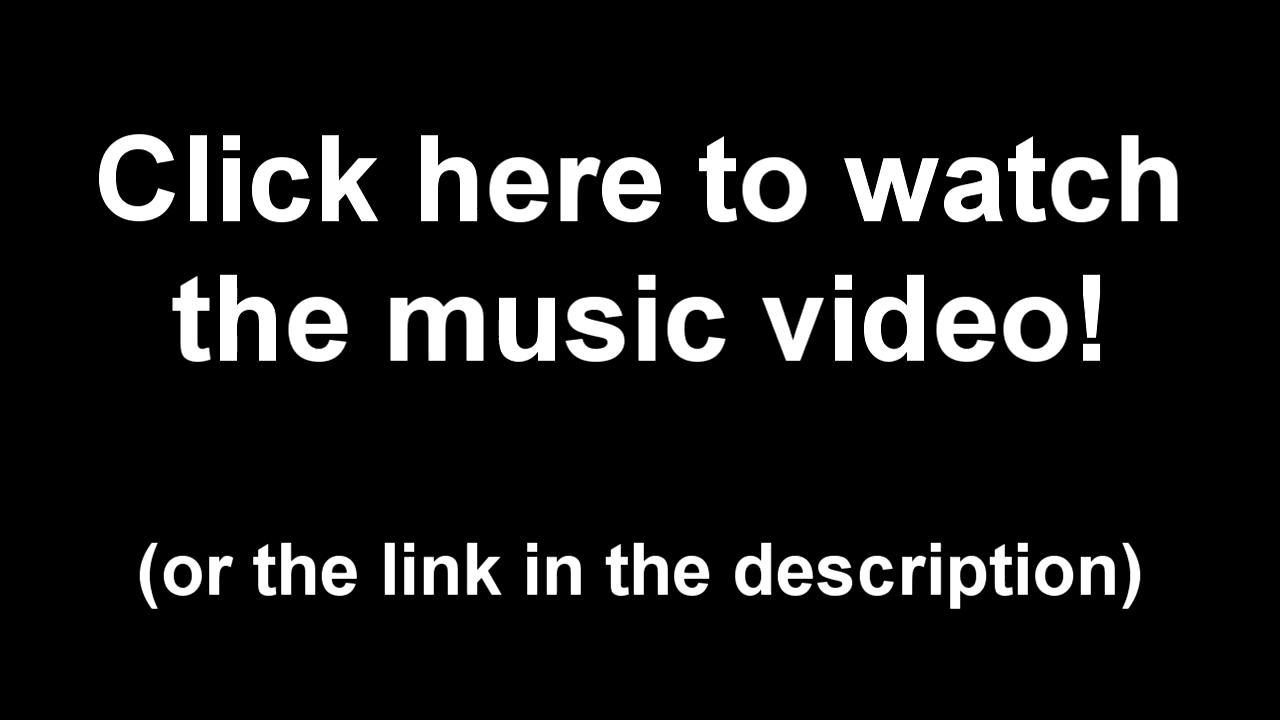 Click here to watch
the music video!
(or the link in the description)